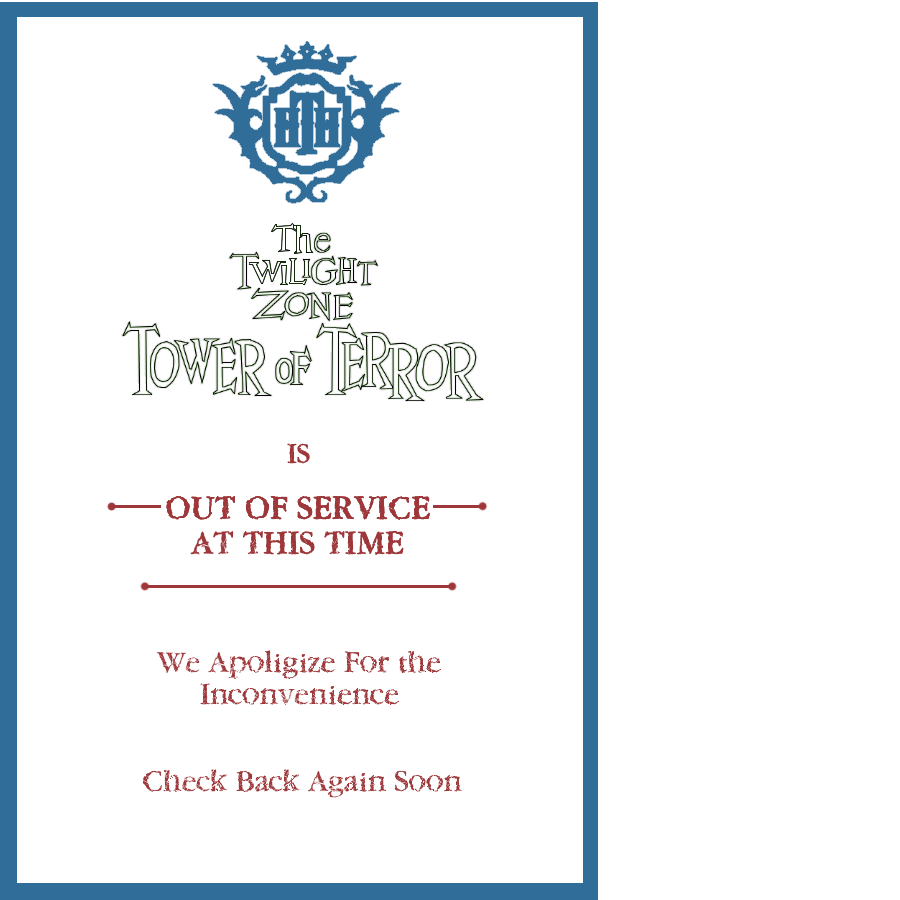 HTH
The
TWILIGHT
ZONE
TOWER OF TERROR
IS
OUT OF SERVICE
AT THIS TIME
We Apoligize For the
Inconvenience
Check Back Again Soon